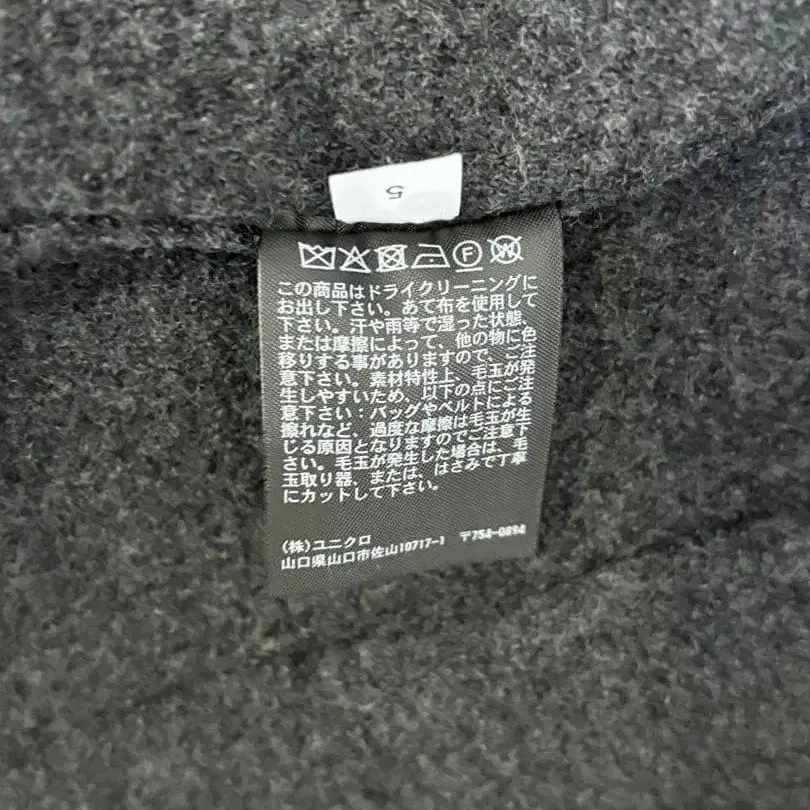 5
この商品はドライクリーニングに
お出し下さい。あて布を使用して
下さい。汗や雨等で湿った状態、
または摩擦によって、他の物に色
移りする事がありますので、ご注
意下さい。素材特性上、毛玉が発
生しやすいため、以下の点にご注
意下さい：バッグやベルトによる
擦れなど、過度な摩擦は毛玉が生
じる原因となりますのでご注意下
さい。毛玉が発生した場合は、毛
玉取り器、または、はさみで丁寧
にカットして下さい。
(株)ユニクロ
山口県山口市佐山10717-1 〒754-0894